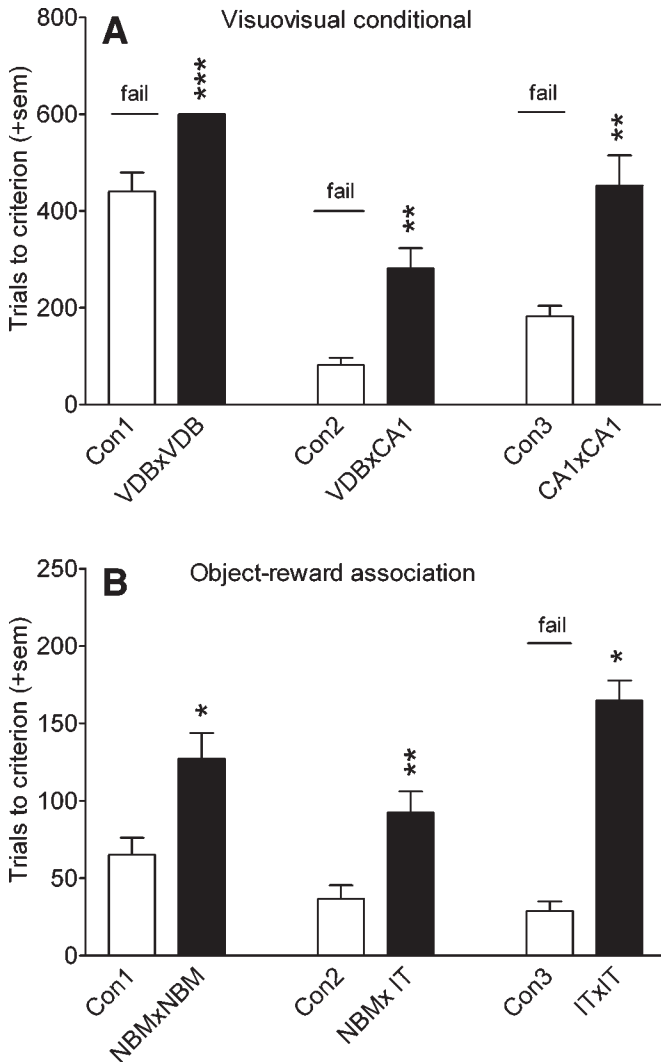 A
Visuovisual conditional
Trials to criterion (+sem)
800
600
400
200
0
fail
***
fail
**
fail
**
Con1
VDBxVDB
Con2
VDBxCA1
Con3
CA1xCA1
B
Object-reward association
Trials to criterion (+sem)
250
200
150
100
50
0
*
**
fail
*
Con1
NBMxNBM
Con2
NBMx IT
Con3
ITxIT